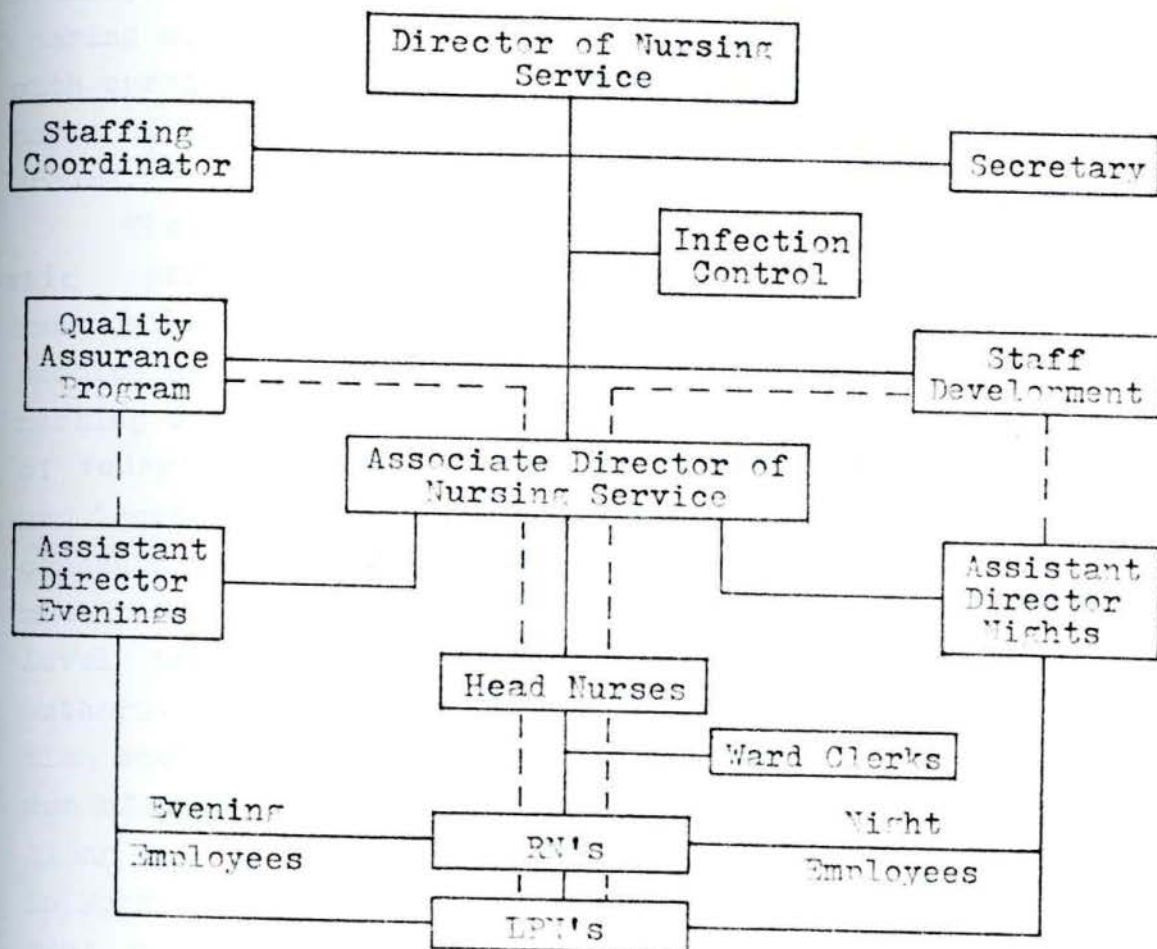 Director of Nursing
Service
Staffing
Coordinator
Secretary
Infection
Control
Quality
Assurance
Program
Staff
Development
Associate Director of
Nursing Service
Assistant
Director
Evenings
Assistant
Director
Nights
Head Nurses
Ward Clerks
Evening
Employees
RN's
Night
Employees
LPN's